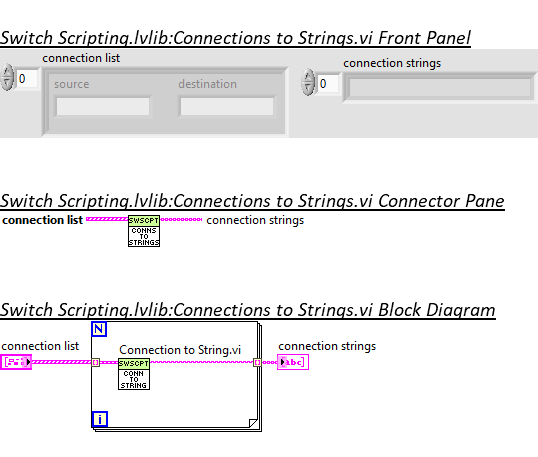 Switch Scripting.lvlib:Connections to Strings.vi Front Panel
connection list
connection strings
0
source
destination
0
Switch Scripting.lvlib:Connections to Strings.vi Connector Pane
connection list
SWSCPT
CONNS
TO
STRINGS
connection strings
Switch Scripting.lvlib:Connections to Strings.vi Block Diagram
N
connection list
Connection to String.vi
connection strings
SWSCPT
CONN
TO
STRING
abc
i